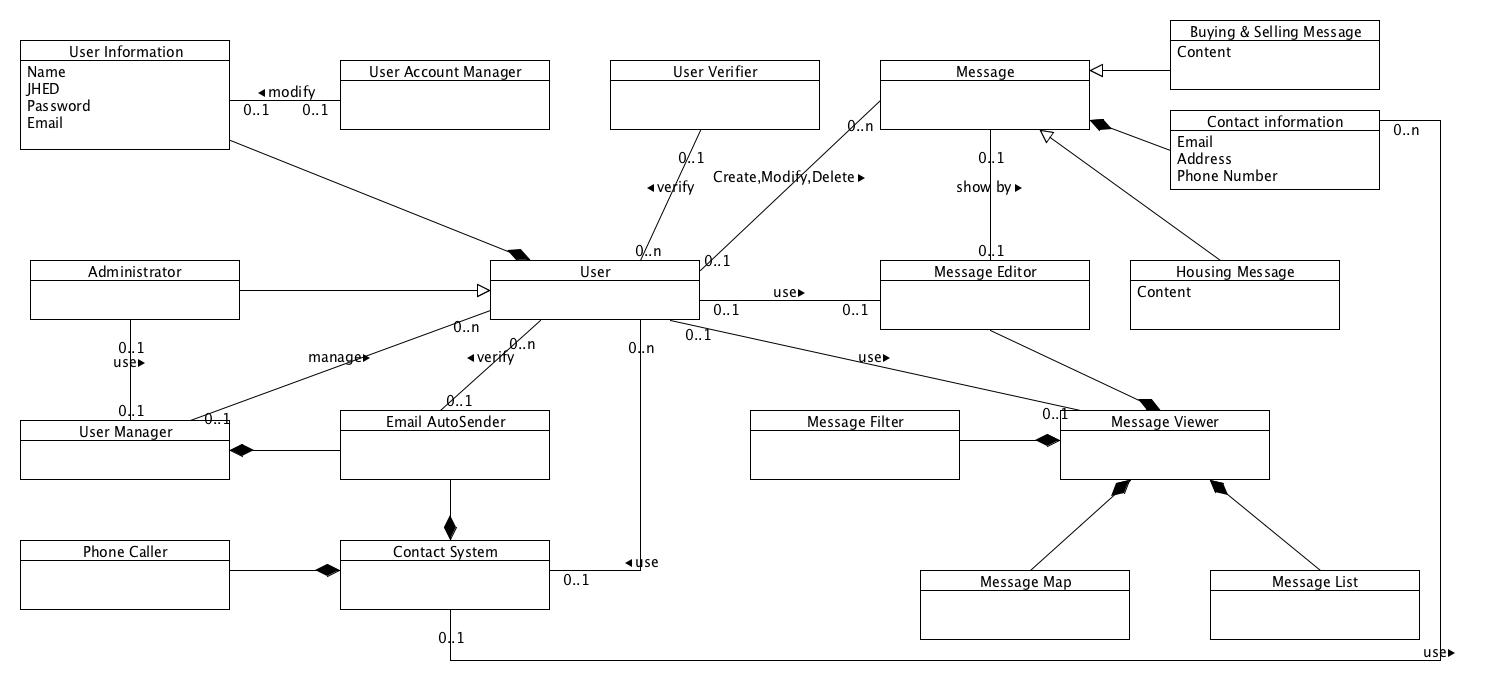 Buying & Selling Message
Content
User Information
Name
JHED
Password
Email
◄modify
0..1
0..1
User Account Manager
User Verifier
Message
Contact information
Email
Address
Phone Number
0..n
0..n
0..1
◄verify
0..n
Create,Modify,Delete►
0..1
0..1
show by►
0..1
Administrator
User
Message Editor
Housing Message
Content
use►
0..1
0..1
0..n
0..1
0..1
use►
0..1
manage►
0..1
0..n
◄verify
0..1
0..n
use►
0..1
User Manager
Email AutoSender
Message Filter
Message Viewer
Phone Caller
Contact System
◄use
0..1
Message Map
Message List
0..1
use►